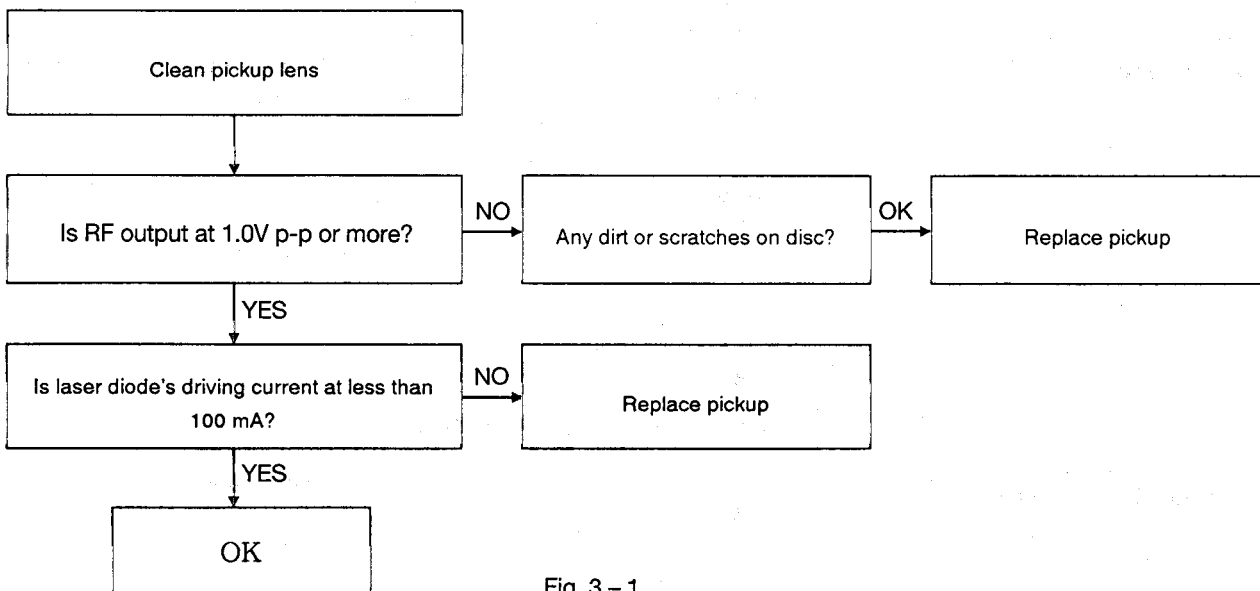 Clean pickup lens
Is RF output at 1.0V p-p or more?
NO
Any dirt or scratches on disc?
OK
Replace pickup
YES
Is laser diode's driving current at less than
100 mA?
NO
Replace pickup
YES
OK
Fig. 3 – 1